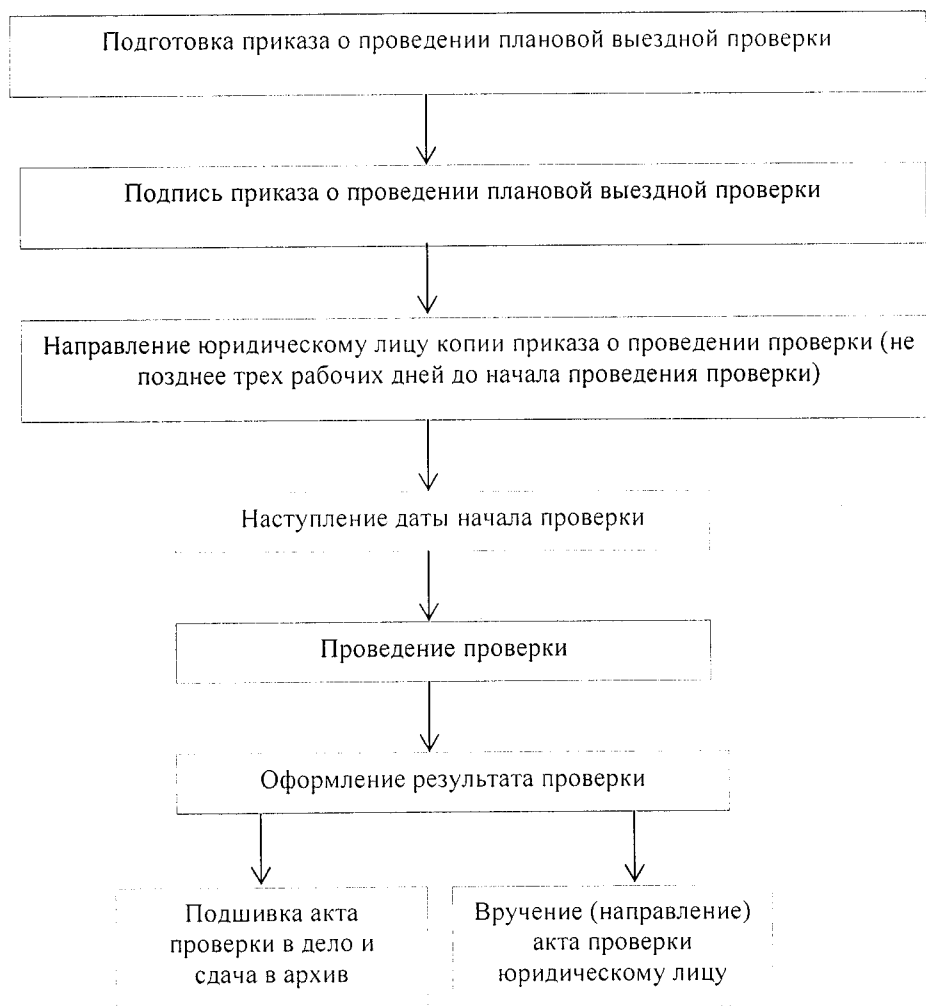 Подготовка приказа о проведении плановой выездной проверки
Подпись приказа о проведении плановой выездной проверки
Направление юридическому лицу копии приказа о проведении проверки (не
позднее трех рабочих дней до начала проведения проверки)
Наступление даты начала проверки
Проведение проверки
Оформление результата проверки
Подшивка акта
проверки в дело и
сдача в архив
Вручение (направление)
акта проверки
юридическому лицу